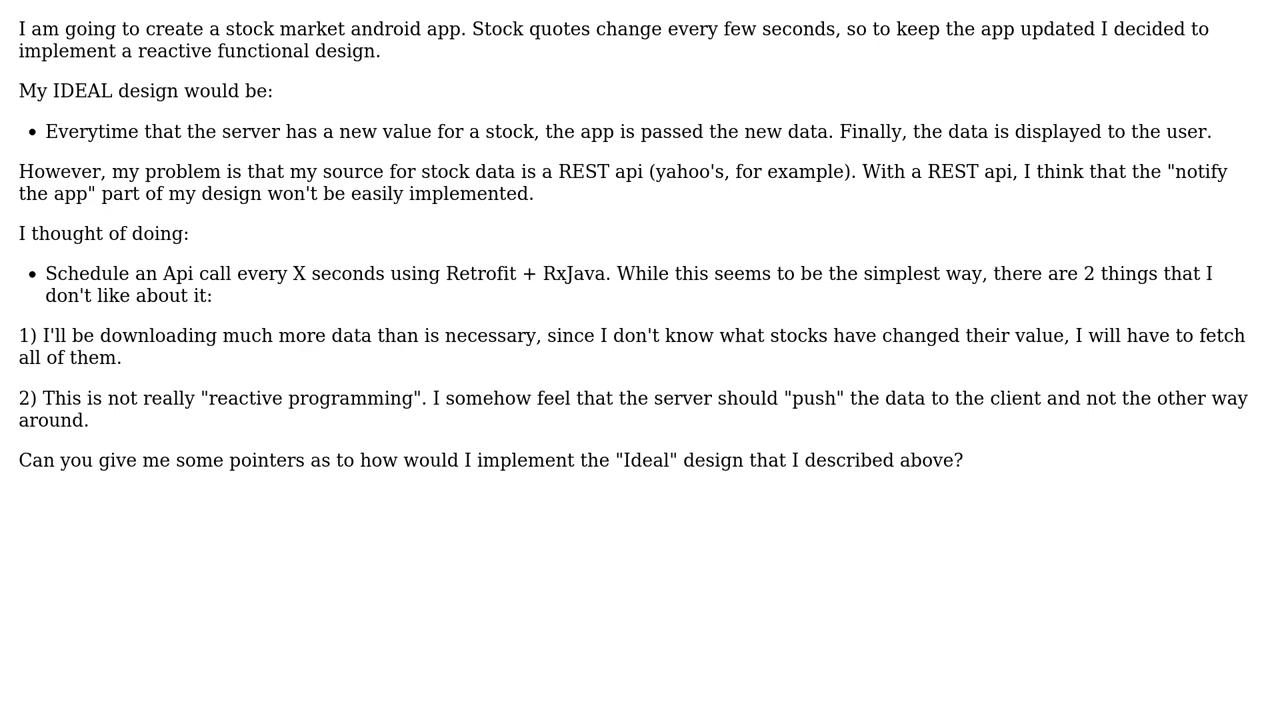 I am going to create a stock market android app. Stock quotes change every few seconds, so to keep the app updated I decided to
implement a reactive functional design.
My IDEAL design would be:
• Everytime that the server has a new value for a stock, the app is passed the new data. Finally, the data is displayed to the user.
However, my problem is that my source for stock data is a REST api (yahoo's, for example). With a REST api, I think that the "notify
the app" part of my design won't be easily implemented.
I thought of doing:
• Schedule an Api call every X seconds using Retrofit + RxJava. While this seems to be the simplest way, there are 2 things that I
don't like about it:
1) I'll be downloading much more data than is necessary, since I don't know what stocks have changed their value, I will have to fetch
all of them.
2) This is not really "reactive programming". I somehow feel that the server should "push" the data to the client and not the other way
around.
Can you give me some pointers as to how would I implement the "Ideal" design that I described above?